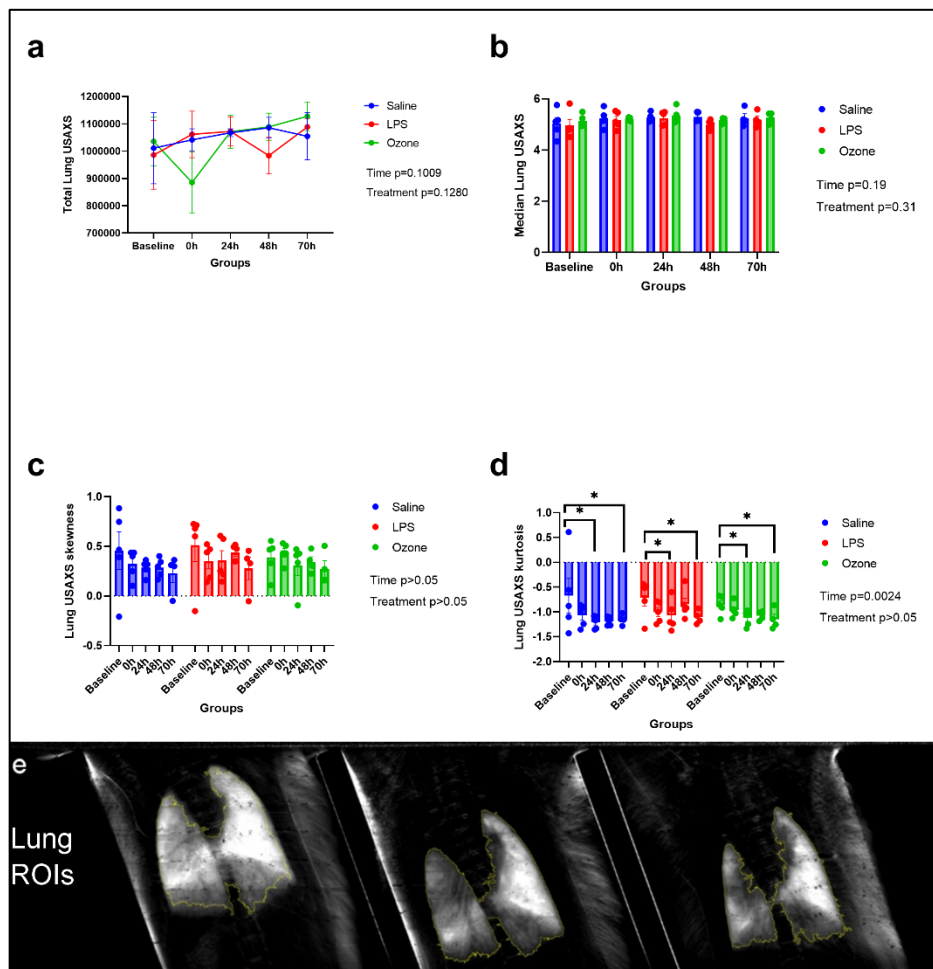 a
1200000
1100000
1000000
900000
800000
700000
Total Lung USAXS
Baseline 0h 24h 48h 70h
Groups
Saline
LPS
Ozone
Time p=0.1009
Treatment p=0.1280
b
6
4
2
0
Median Lung USAXS
Baseline 0h 24h 48h 70h
Groups
Saline
LPS
Ozone
Time p=0.19
Treatment p=0.31
c
1.0
0.5
0.0
-0.5
Lung USAXS skewness
Baseline 0h 24h 48h 70h Baseline 0h 24h 48h 70h Baseline 0h 24h 48h 70h
Groups
Saline
LPS
Ozone
Time p>0.05
Treatment p>0.05
d
1.0
0.5
0.0
-0.5
-1.0
-1.5
-2.0
Lung USAXS kurtosis
* * * * * *
Baseline 0h 24h 48h 70h Baseline 0h 24h 48h 70h Baseline 0h 24h 48h 70h
Groups
Saline
LPS
Ozone
Time p=0.0024
Treatment p>0.05
e
Lung
ROIs